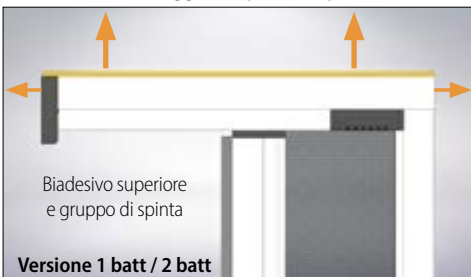 Biadesivo superiore
e gruppo di spinta
Versione 1 batt / 2 batt